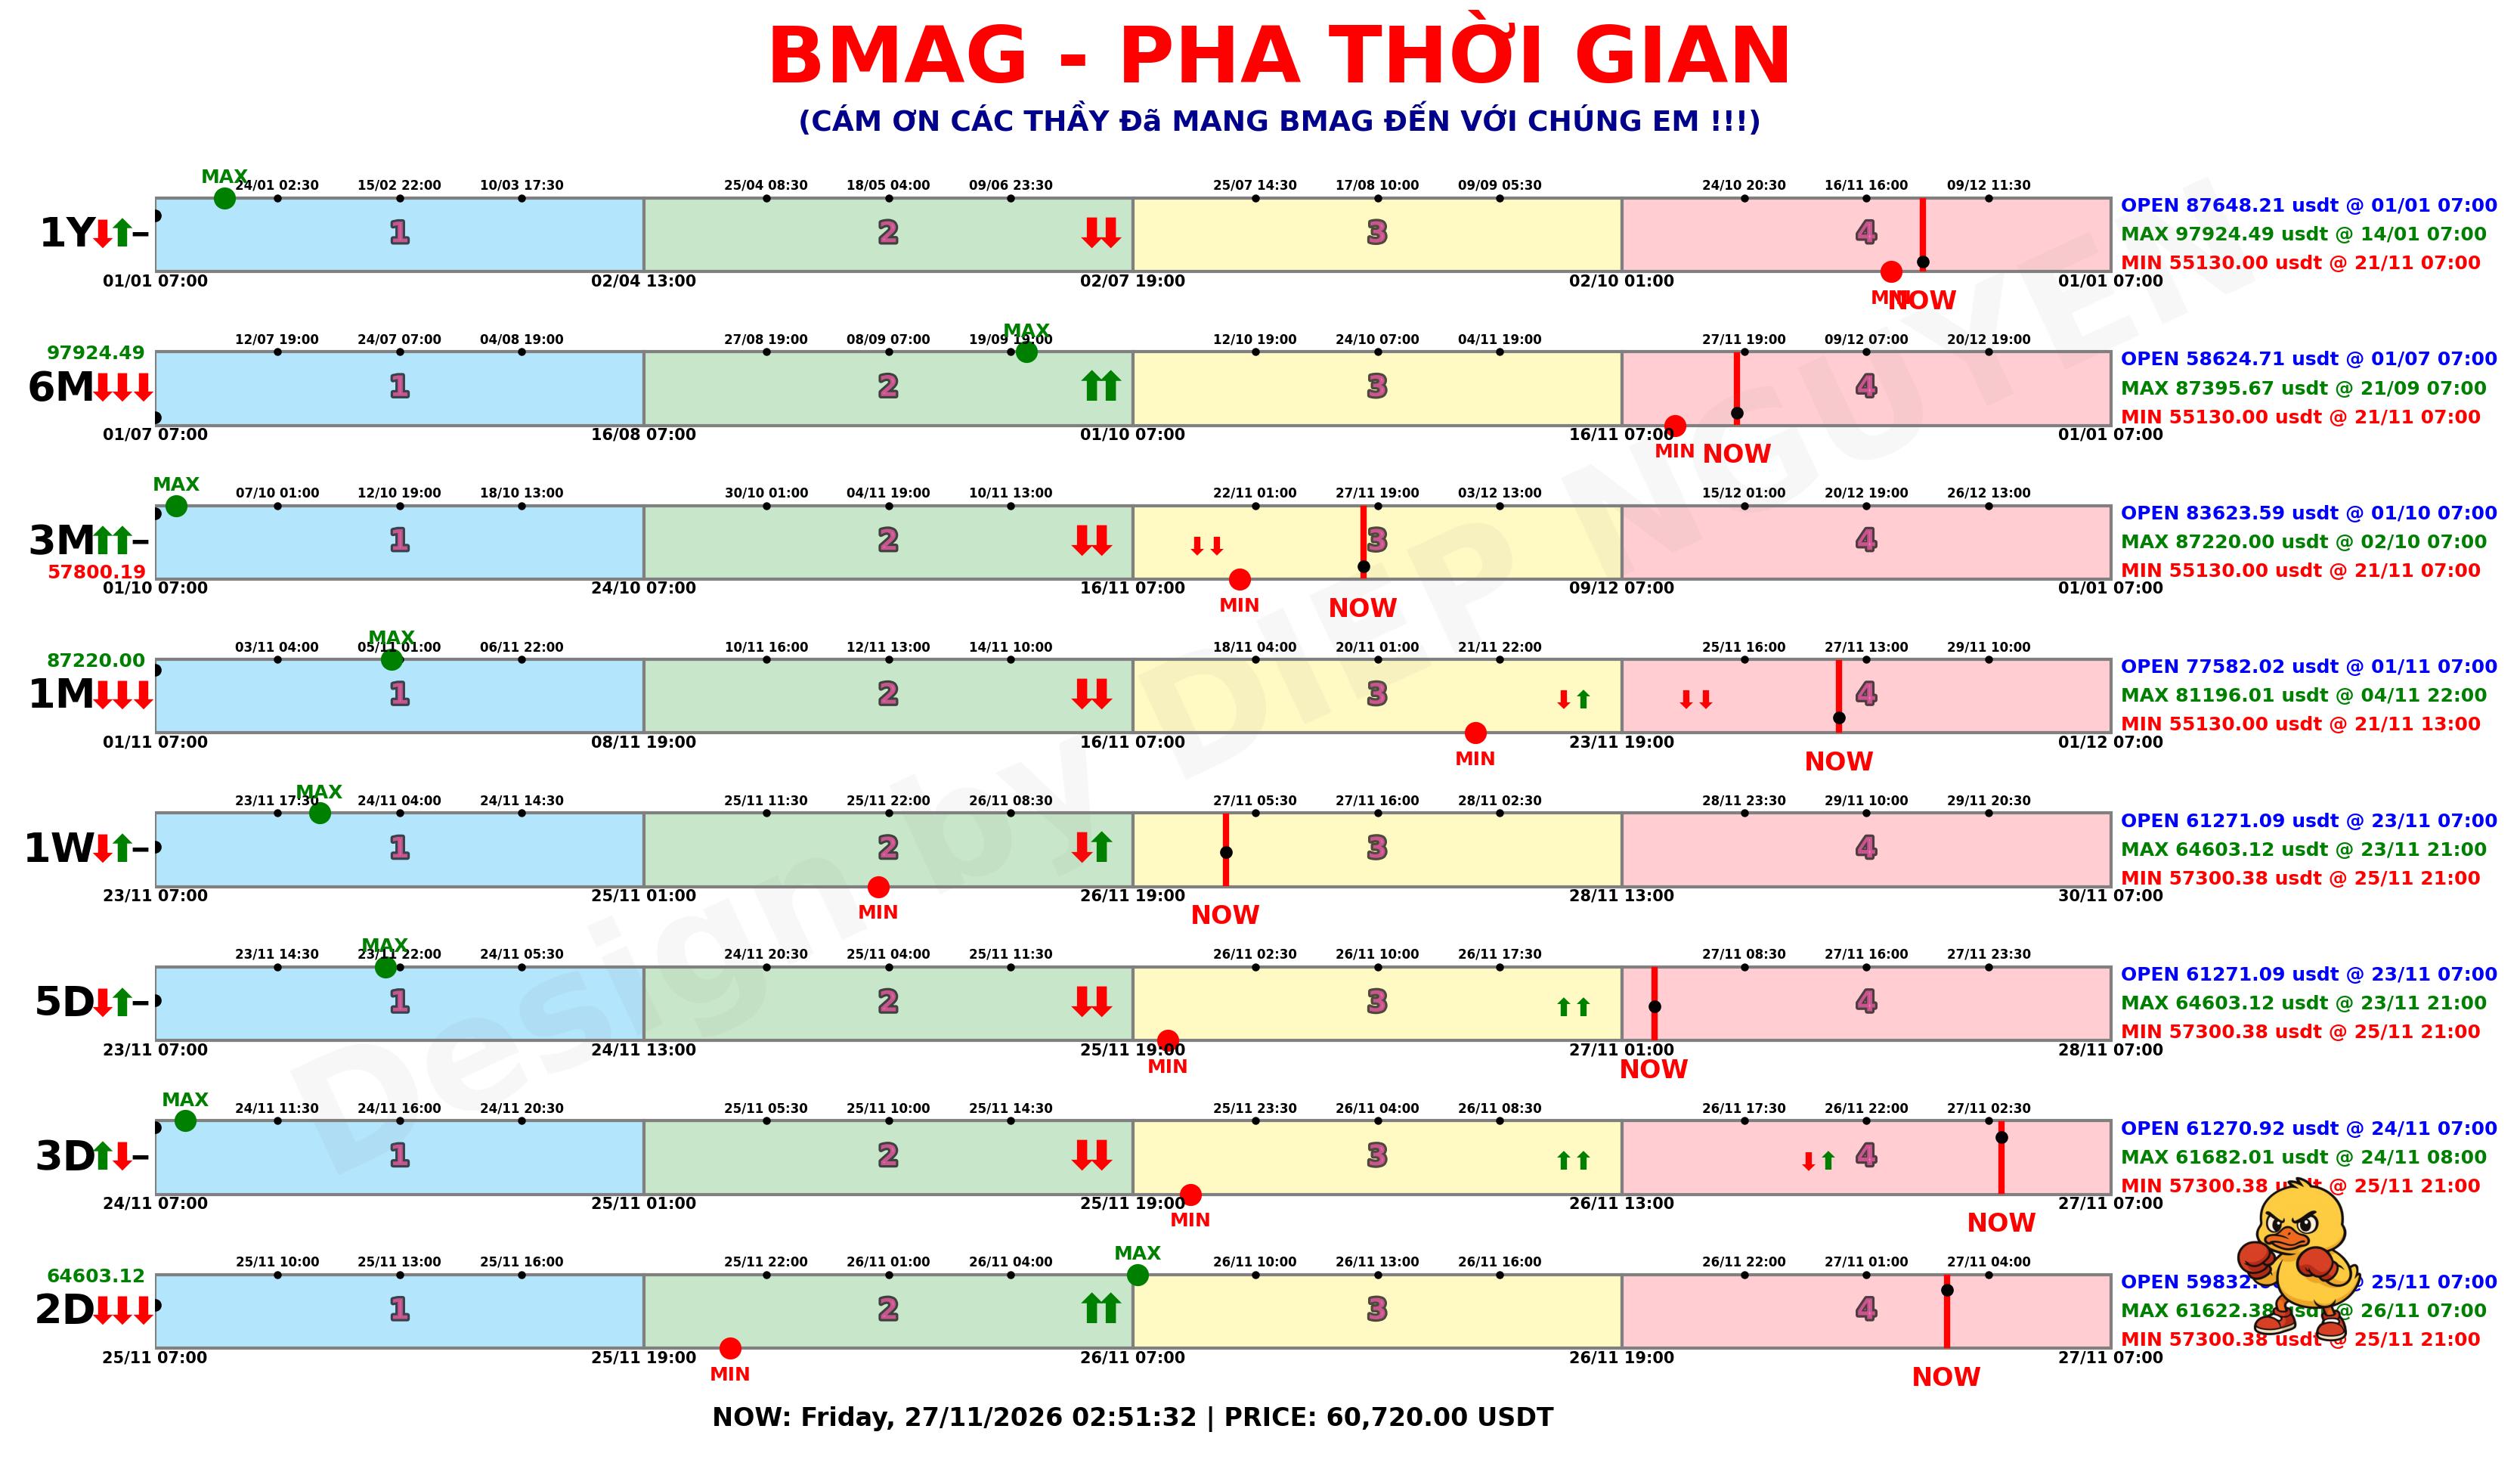 BMAG - PHA THỜI GIAN
(CÁM ƠN CÁC THẦY Đã MANG BMAG ĐẾN VỚI CHÚNG EM !!!)
MAX
24/01 02:30 15/02 22:00 10/03 17:30 25/04 08:30 18/05 04:00 09/06 23:30 25/07 14:30 17/08 10:00 09/09 05:30 24/10 20:30 16/11 16:00 09/12 11:30
OPEN 87648.21 usdt @ 01/01 07:00
1Y 1 2 3 4
MAX 97924.49 usdt @ 14/01 07:00
MIN 55130.00 usdt @ 21/11 07:00
01/01 07:00 02/04 13:00 02/07 19:00 02/10 01:00 01/01 07:00
MIN NOW
MAX
12/07 19:00 24/07 07:00 04/08 19:00 27/08 19:00 08/09 07:00 19/09 19:00 12/10 19:00 24/10 07:00 04/11 19:00 27/11 19:00 09/12 07:00 20/12 19:00
97924.49
OPEN 58624.71 usdt @ 01/07 07:00
6M 1 2 3 4
MAX 87395.67 usdt @ 21/09 07:00
MIN 55130.00 usdt @ 21/11 07:00
01/07 07:00 16/08 07:00 01/10 07:00 16/11 07:00 01/01 07:00
MIN NOW
MAX
07/10 01:00 12/10 19:00 18/10 13:00 30/10 01:00 04/11 19:00 10/11 13:00 22/11 01:00 27/11 19:00 03/12 13:00 15/12 01:00 20/12 19:00 26/12 13:00
OPEN 83623.59 usdt @ 01/10 07:00
3M 1 2 3 4
MAX 87220.00 usdt @ 02/10 07:00
57800.19
MIN 55130.00 usdt @ 21/11 07:00
01/10 07:00 24/10 07:00 16/11 07:00 09/12 07:00 01/01 07:00
MIN NOW
MAX
03/11 04:00 05/11 01:00 06/11 22:00 10/11 16:00 12/11 13:00 14/11 10:00 18/11 04:00 20/11 01:00 21/11 22:00 25/11 16:00 27/11 13:00 29/11 10:00
87220.00
OPEN 77582.02 usdt @ 01/11 07:00
1M 1 2 3 4
MAX 81196.01 usdt @ 04/11 22:00
MIN 55130.00 usdt @ 21/11 13:00
01/11 07:00 08/11 19:00 16/11 07:00 23/11 19:00 01/12 07:00
MIN NOW
MAX
23/11 17:30 24/11 04:00 24/11 14:30 25/11 11:30 25/11 22:00 26/11 08:30 27/11 05:30 27/11 16:00 28/11 02:30 28/11 23:30 29/11 10:00 29/11 20:30
OPEN 61271.09 usdt @ 23/11 07:00
1W 1 2 3 4
MAX 64603.12 usdt @ 23/11 21:00
MIN 57300.38 usdt @ 25/11 21:00
23/11 07:00 25/11 01:00 26/11 19:00 28/11 13:00 30/11 07:00
MIN NOW
MAX
23/11 14:30 23/11 22:00 24/11 05:30 24/11 20:30 25/11 04:00 25/11 11:30 26/11 02:30 26/11 10:00 26/11 17:30 27/11 08:30 27/11 16:00 27/11 23:30
OPEN 61271.09 usdt @ 23/11 07:00
5D 1 2 3 4
MAX 64603.12 usdt @ 23/11 21:00
MIN 57300.38 usdt @ 25/11 21:00
23/11 07:00 24/11 13:00 25/11 19:00 27/11 01:00 28/11 07:00
MIN NOW
MAX
24/11 11:30 24/11 16:00 24/11 20:30 25/11 05:30 25/11 10:00 25/11 14:30 25/11 23:30 26/11 04:00 26/11 08:30 26/11 17:30 26/11 22:00 27/11 02:30
OPEN 61270.92 usdt @ 24/11 07:00
3D 1 2 3 4
MAX 61682.01 usdt @ 24/11 08:00
MIN 57300.38 usdt @ 25/11 21:00
24/11 07:00 25/11 01:00 25/11 19:00 26/11 13:00 27/11 07:00
MIN NOW
MAX
25/11 10:00 25/11 13:00 25/11 16:00 25/11 22:00 26/11 01:00 26/11 04:00 26/11 10:00 26/11 13:00 26/11 16:00 26/11 22:00 27/11 01:00 27/11 04:00
64603.12
OPEN @ 25/11 07:00
2D 1 2 3 4
MAX 61622.38 usdt @ 26/11 07:00
MIN 57300.38 usdt @ 25/11 21:00
25/11 07:00 25/11 19:00 26/11 07:00 26/11 19:00 27/11 07:00
MIN NOW
NOW: Friday, 27/11/2026 02:51:32 | PRICE: 60,720.00 USDT
Design by DIEP NGUYEN